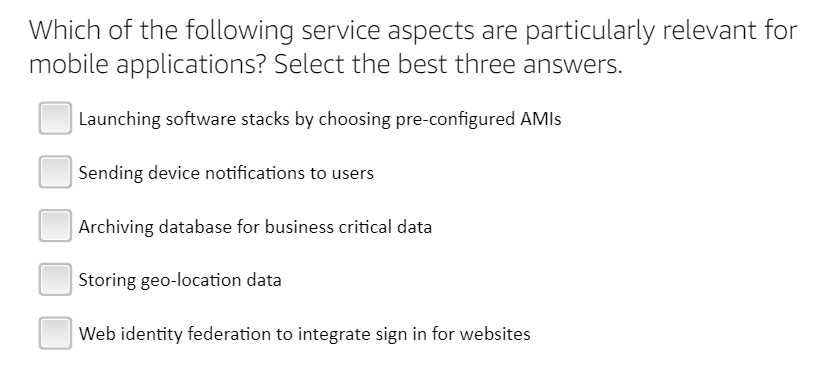 Which of the following service aspects are particularly relevant for
mobile applications? Select the best three answers.
Launching software stacks by choosing pre-configured AMIs
Sending device notifications to users
Archiving database for business critical data
Storing geo-location data
Web identity federation to integrate sign in for websites